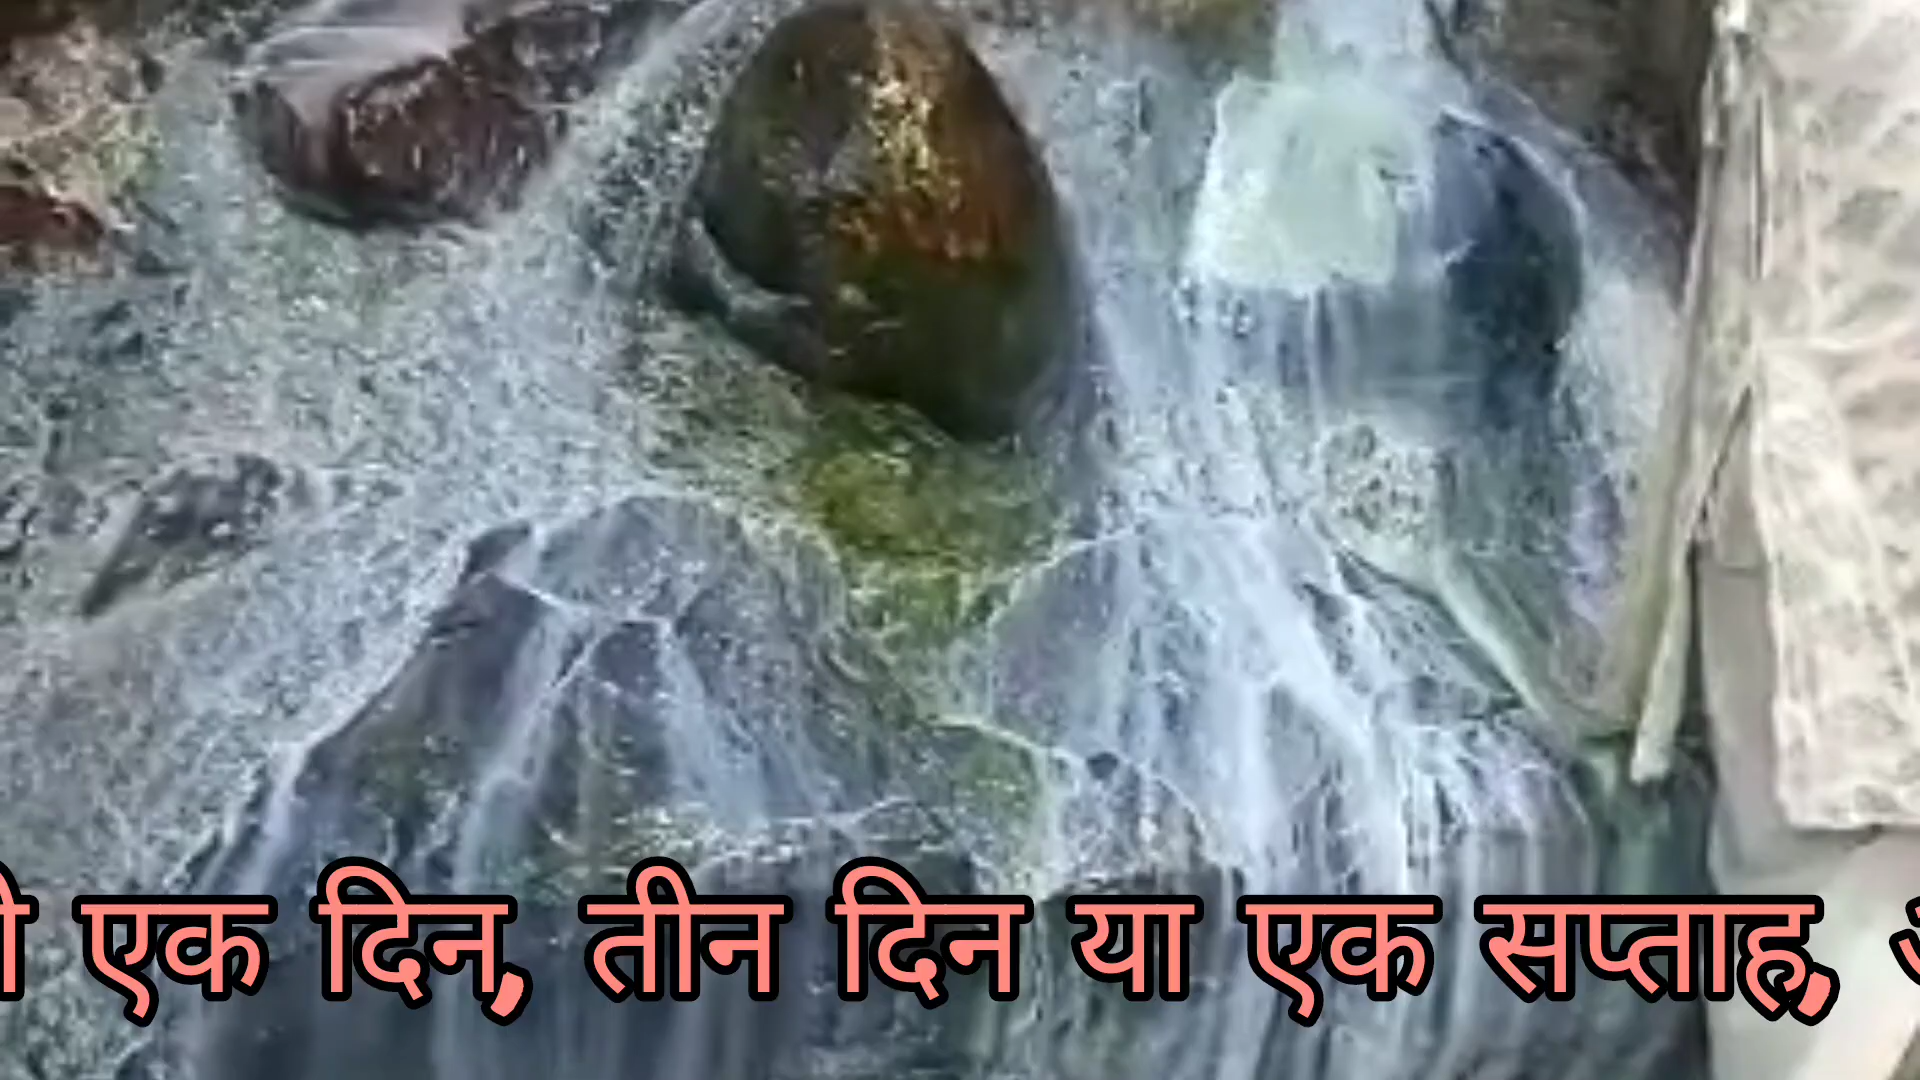 एक दिन, तीन दिन या एक सप्ताह,